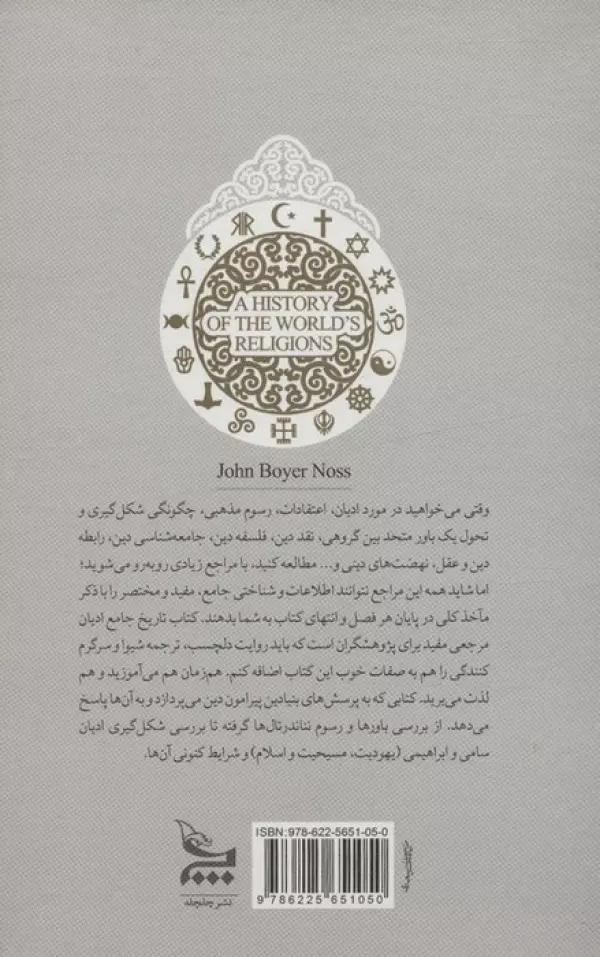 A HISTORY
OF THE WORLD'S
RELIGIONS
John Boyer Noss
وقتی می‌خواهید در مورد ادیان، اعتقادات، رسوم مذهبی، چگونگی شکل‌گیری و
تحول یک باور متحد بین گروهی، نقد دین، فلسفه دین، جامعه‌شناسی دین، رابطه
دین و عقل، نهضت‌های دینی و... مطالعه کنید، با مراجع زیادی روبه‌رو می‌شوید؛
اما شاید همه این مراجع نتوانند اطلاعات و شناختی جامع، مفید و مختصر را با ذکر
مآخذ کلی در پایان هر فصل و انتهای کتاب به شما بدهند. کتاب تاریخ جامع ادیان
مرجعی مفید برای پژوهشگران است که باید روایت دلچسب، ترجمه شیوا و سرگرم
کنندگی را هم به صفات خوب این کتاب اضافه کنم. هم‌زمان هم می‌آموزید و هم
لذت می‌برید. کتابی که به پرسش‌های بنیادین پیرامون دین می‌پردازد و به آن‌ها پاسخ
می‌دهد. از بررسی باورها و رسوم نئاندرتال‌ها گرفته تا بررسی شکل‌گیری ادیان
سامی و ابراهیمی (یهودیت، مسیحیت و اسلام) و شرایط کنونی آن‌ها.
ISBN: 978-622-5651-05-0
9 786225 651050
نشر چلچله